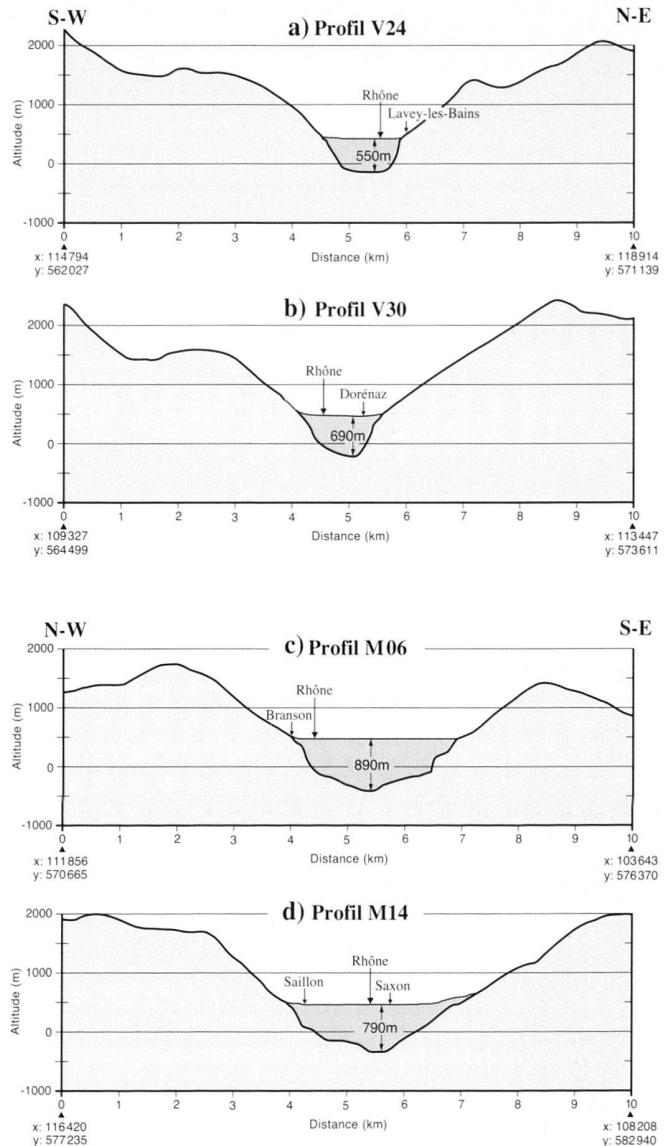 S-W
N-E
a) Profil V24
Altitude (m)
2000
1000
0
-1000
Rhône
Lavey-les-Bains
550m
0 1 2 3 4 5 6 7 8 9 10
Distance (km)
x: 114794
y: 562027
x: 118914
y: 571139
b) Profil V30
Altitude (m)
2000
1000
0
-1000
Rhône
Dorénaz
690m
0 1 2 3 4 5 6 7 8 9 10
Distance (km)
x: 109327
y: 564499
x: 113447
y: 573611
N-W
S-E
c) Profil M06
Altitude (m)
2000
1000
0
-1000
Rhône
Branson
890m
0 1 2 3 4 5 6 7 8 9 10
Distance (km)
x: 111856
y: 570665
x: 103643
y: 576370
d) Profil M14
Altitude (m)
2000
1000
0
-1000
Rhône
Saillon
Saxon
790m
0 1 2 3 4 5 6 7 8 9 10
Distance (km)
x: 116420
y: 577235
x: 108208
y: 582940